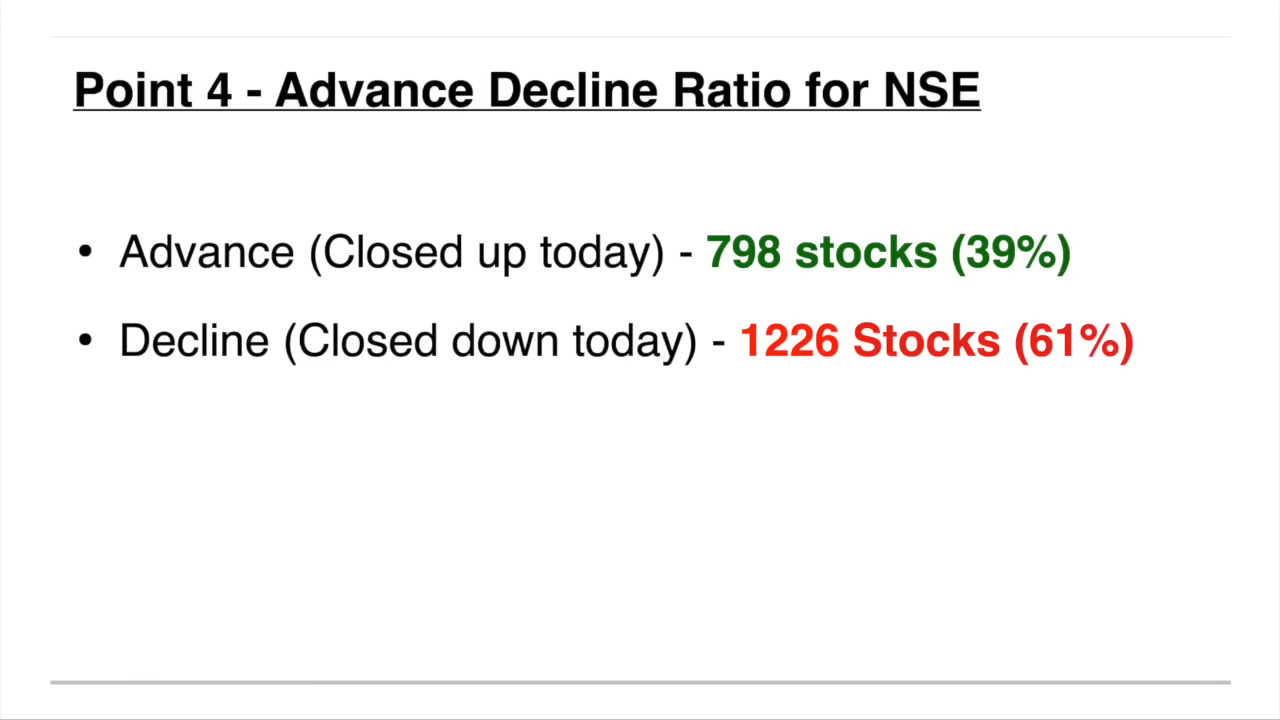 Point 4 - Advance Decline Ratio for NSE
• Advance (Closed up today) - 798 stocks (39%)
• Decline (Closed down today) - 1226 Stocks (61%)